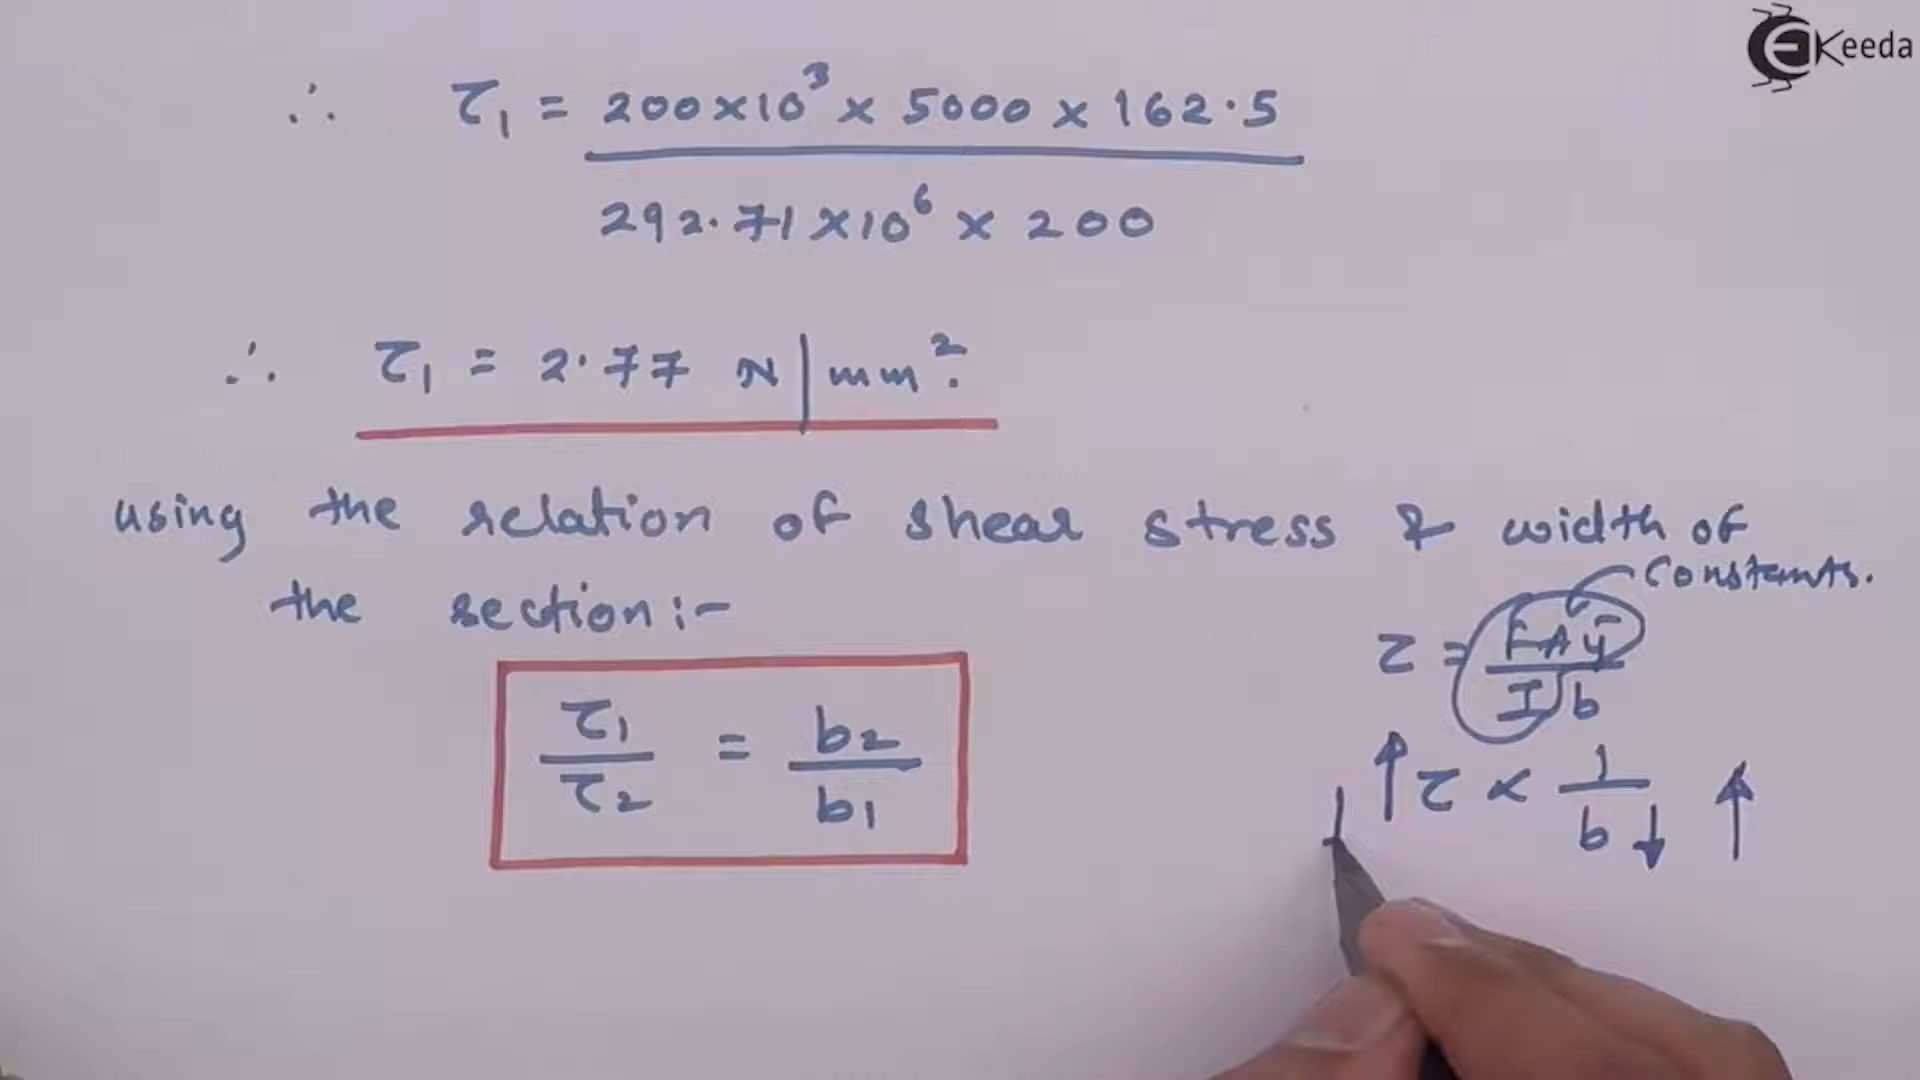 Keeda
∴ τ₁ = 200×10³ × 5000 × 162.5
292.71×10⁶ × 200
∴ τ₁ = 2.77 N/mm².
using the relation of shear stress & width of
the section:-
constants.
τ = FAȳ
Ib
τ₁/τ₂ = b₂/b₁
↑ τ ∝ 1/b ↓ ↑